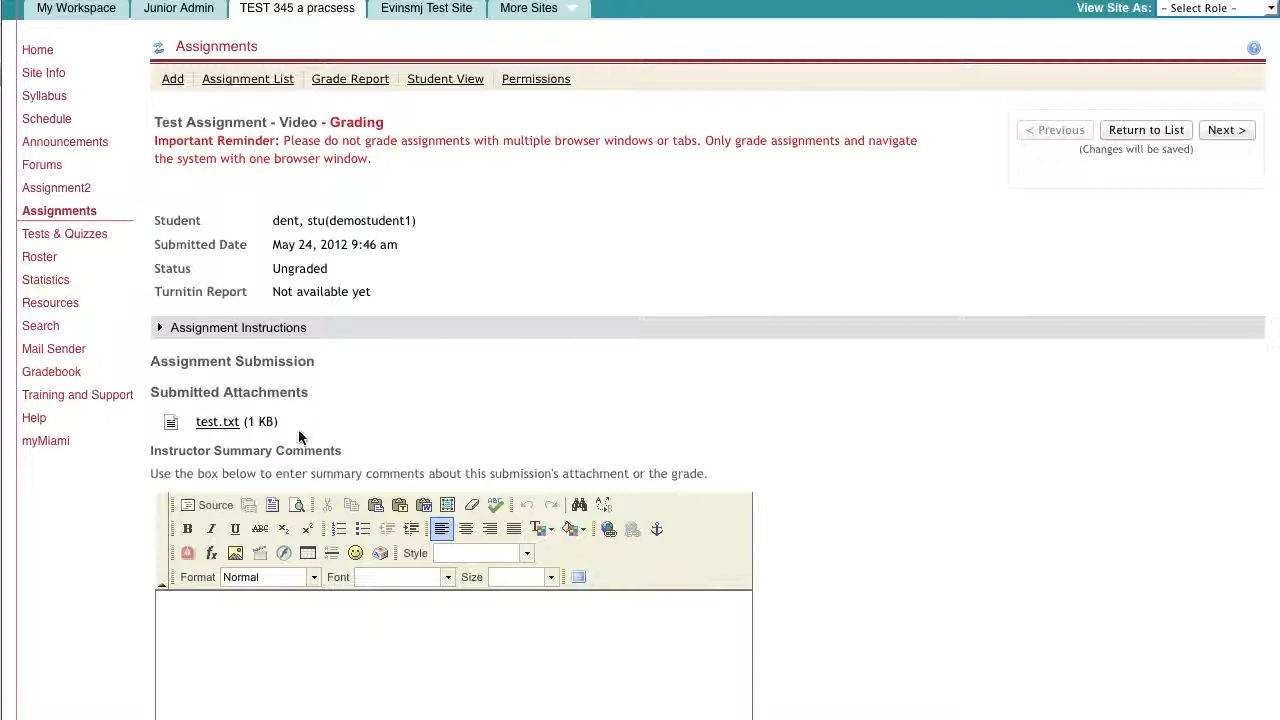 My Workspace Junior Admin TEST 345 a pracsess Evinsmj Test Site More Sites View Site As: - Select Role -
Home
Site Info
Syllabus
Schedule
Announcements
Forums
Assignment2
Assignments
Tests & Quizzes
Roster
Statistics
Resources
Search
Mail Sender
Gradebook
Training and Support
Help
myMiami
Assignments
Add Assignment List Grade Report Student View Permissions
Test Assignment - Video - Grading
Important Reminder: Please do not grade assignments with multiple browser windows or tabs. Only grade assignments and navigate
the system with one browser window.
< Previous Return to List Next >
(Changes will be saved)
Student dent, stu(demostudent1)
Submitted Date May 24, 2012 9:46 am
Status Ungraded
Turnitin Report Not available yet
Assignment Instructions
Assignment Submission
Submitted Attachments
test.txt (1 KB)
Instructor Summary Comments
Use the box below to enter summary comments about this submission's attachment or the grade.
Source
B I U ABC
Style
Format Normal Font Size